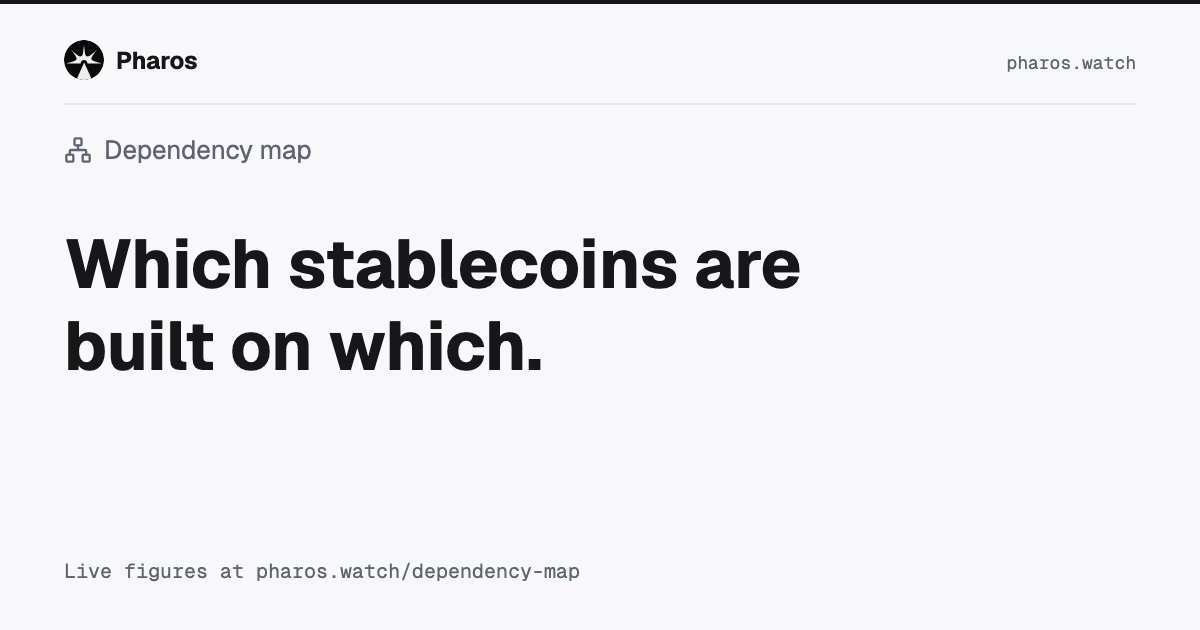 Pharos
pharos.watch
Dependency map
Which stablecoins are
built on which.
Live figures at pharos.watch/dependency-map